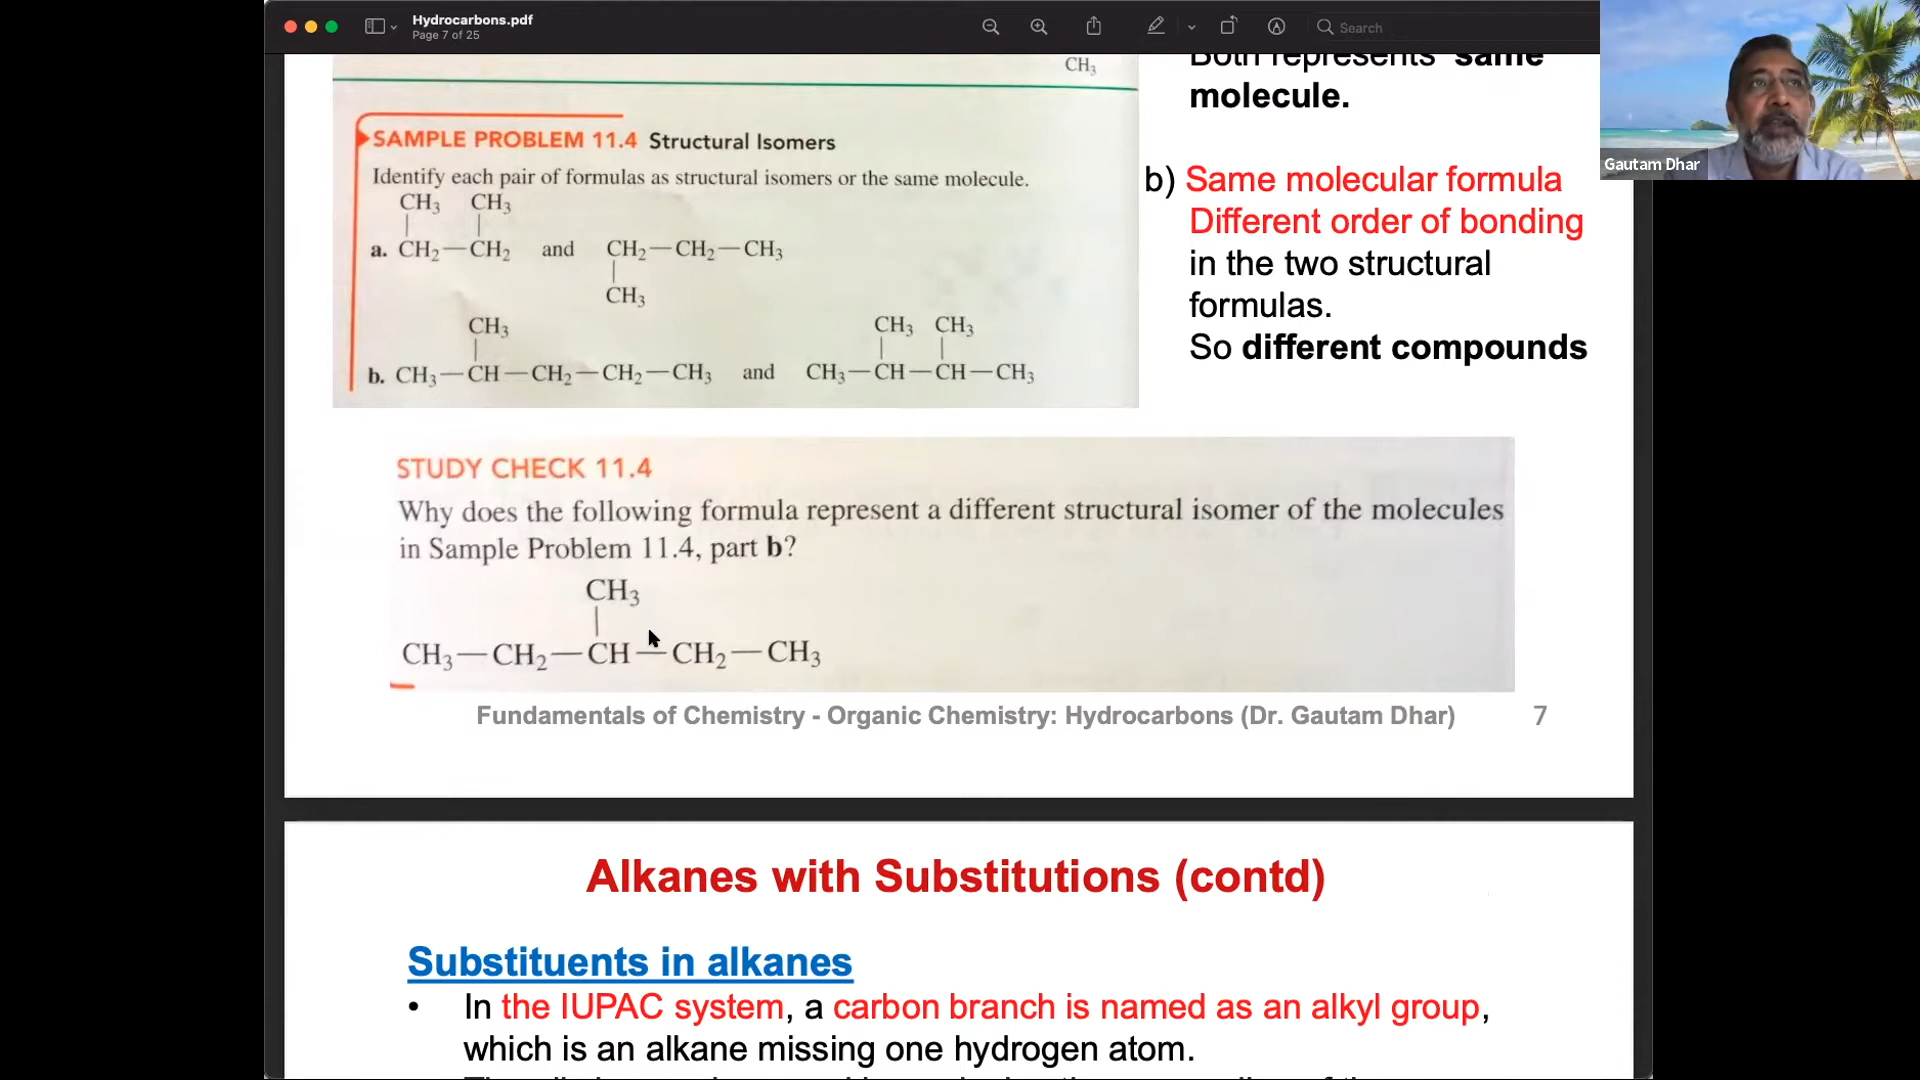 Hydrocarbons.pdf
Page 7 of 25
Search
Gautam Dhar
CH3
Both represents same
molecule.
SAMPLE PROBLEM 11.4 Structural Isomers
Identify each pair of formulas as structural isomers or the same molecule.
CH3 CH3
a. CH2—CH2 and CH2—CH2—CH3
CH3
CH3 CH3 CH3
b. CH3—CH—CH2—CH2—CH3 and CH3—CH—CH—CH3
b) Same molecular formula
Different order of bonding
in the two structural
formulas.
So different compounds
STUDY CHECK 11.4
Why does the following formula represent a different structural isomer of the molecules
in Sample Problem 11.4, part b?
CH3
CH3—CH2—CH—CH2—CH3
Fundamentals of Chemistry - Organic Chemistry: Hydrocarbons (Dr. Gautam Dhar) 7
Alkanes with Substitutions (contd)
Substituents in alkanes
• In the IUPAC system, a carbon branch is named as an alkyl group,
which is an alkane missing one hydrogen atom.